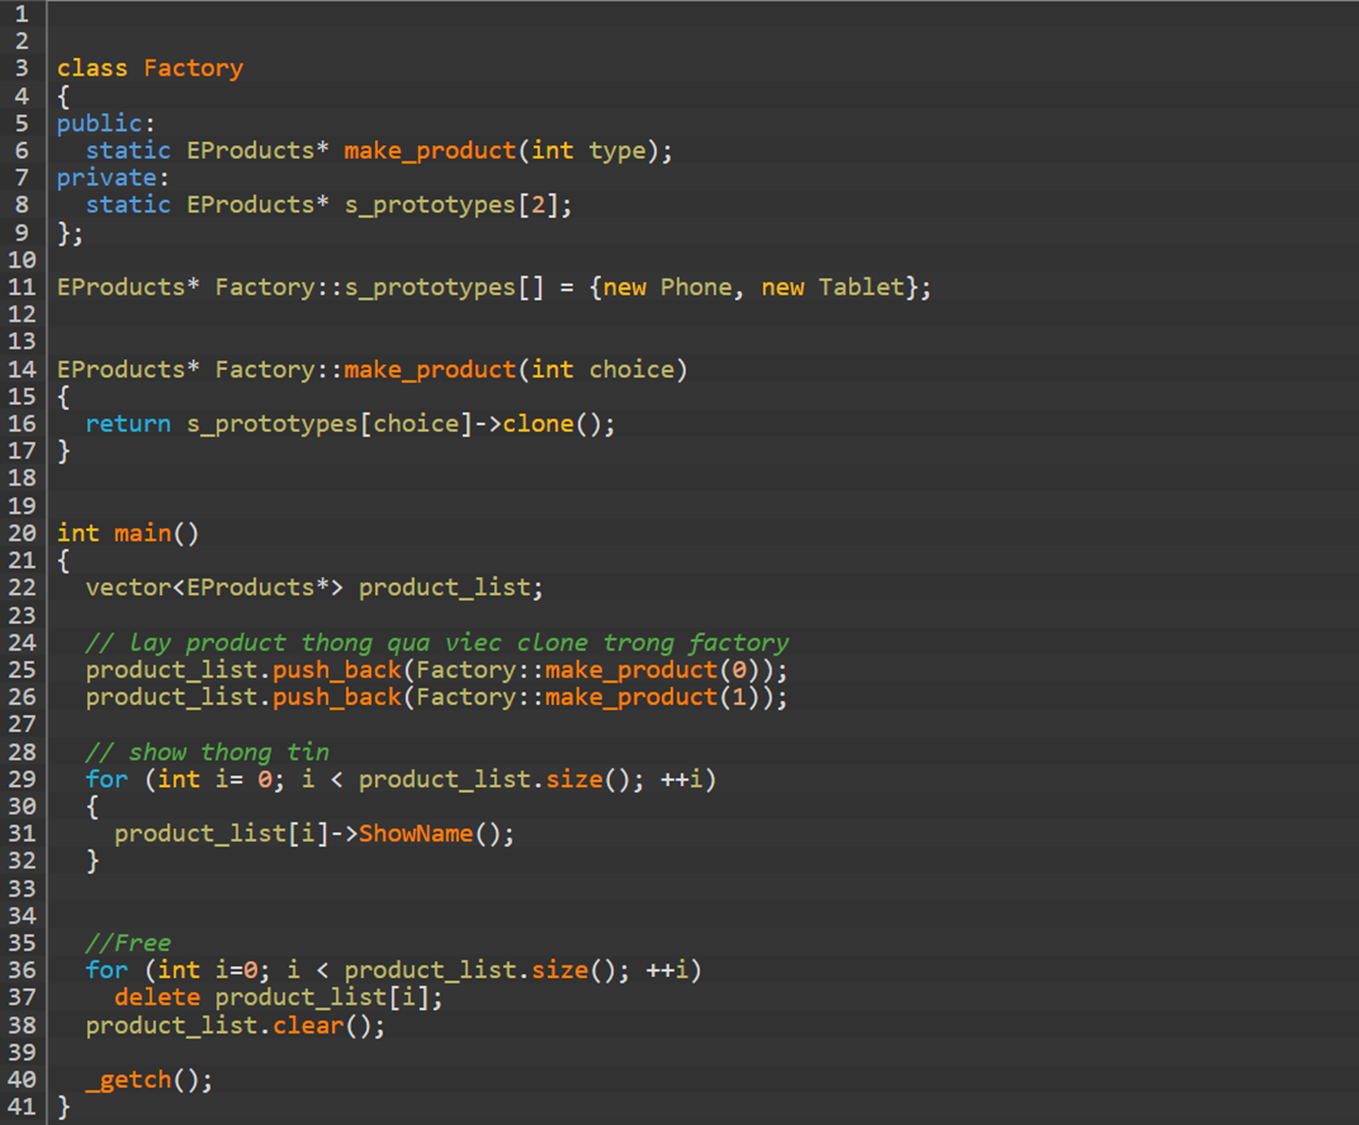 1
2
3 class Factory
4 {
5 public:
6   static EProducts* make_product(int type);
7 private:
8   static EProducts* s_prototypes[2];
9 };
10
11 EProducts* Factory::s_prototypes[] = {new Phone, new Tablet};
12
13
14 EProducts* Factory::make_product(int choice)
15 {
16   return s_prototypes[choice]->clone();
17 }
18
19
20 int main()
21 {
22   vector<EProducts*> product_list;
23
24   // lay product thong qua viec clone trong factory
25   product_list.push_back(Factory::make_product(0));
26   product_list.push_back(Factory::make_product(1));
27
28   // show thong tin
29   for (int i= 0; i < product_list.size(); ++i)
30   {
31     product_list[i]->ShowName();
32   }
33
34
35   //Free
36   for (int i=0; i < product_list.size(); ++i)
37     delete product_list[i];
38   product_list.clear();
39
40   _getch();
41 }